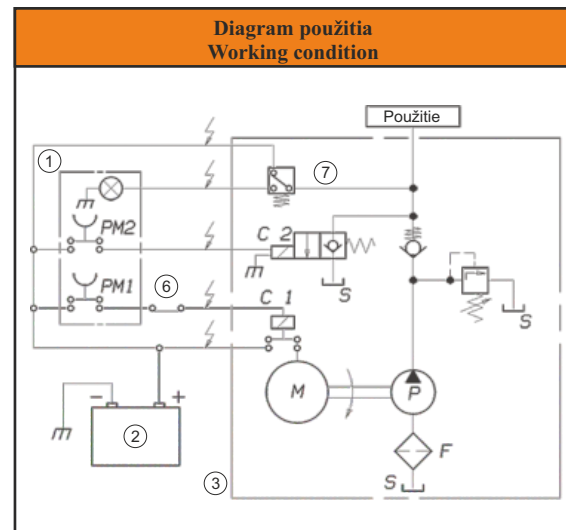 Diagram použitia
Working condition
Použitie
1
7
PM2
C 2
S
PM1
6
C 1
S
M
P
- +
2
F
3
S